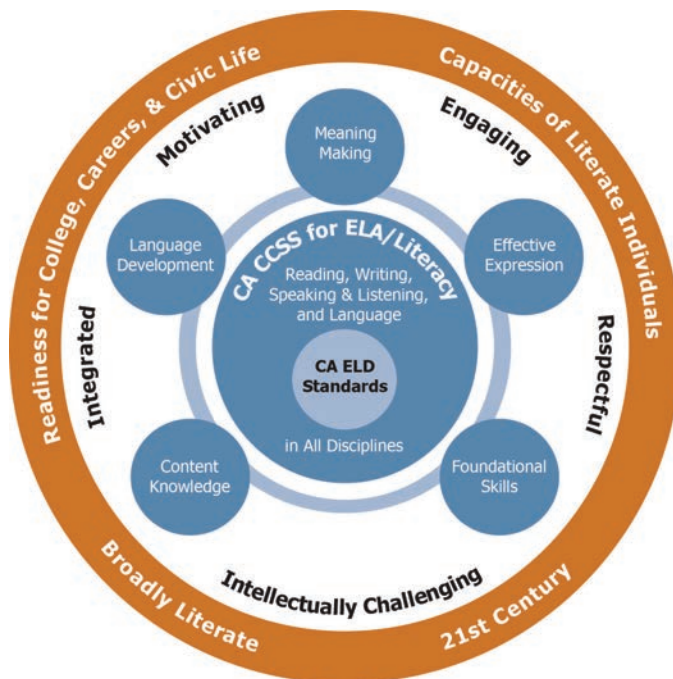 Readiness for College, Careers, & Civic Life
Capacities of Literate Individuals
Motivating
Engaging
Meaning
Making
Language
Development
Effective
Expression
CA CCSS for ELA/Literacy
Reading, Writing,
Speaking & Listening,
and Language
CA ELD
Standards
in All Disciplines
Integrated
Respectful
Content
Knowledge
Foundational
Skills
Intellectually Challenging
Broadly Literate
21st Century